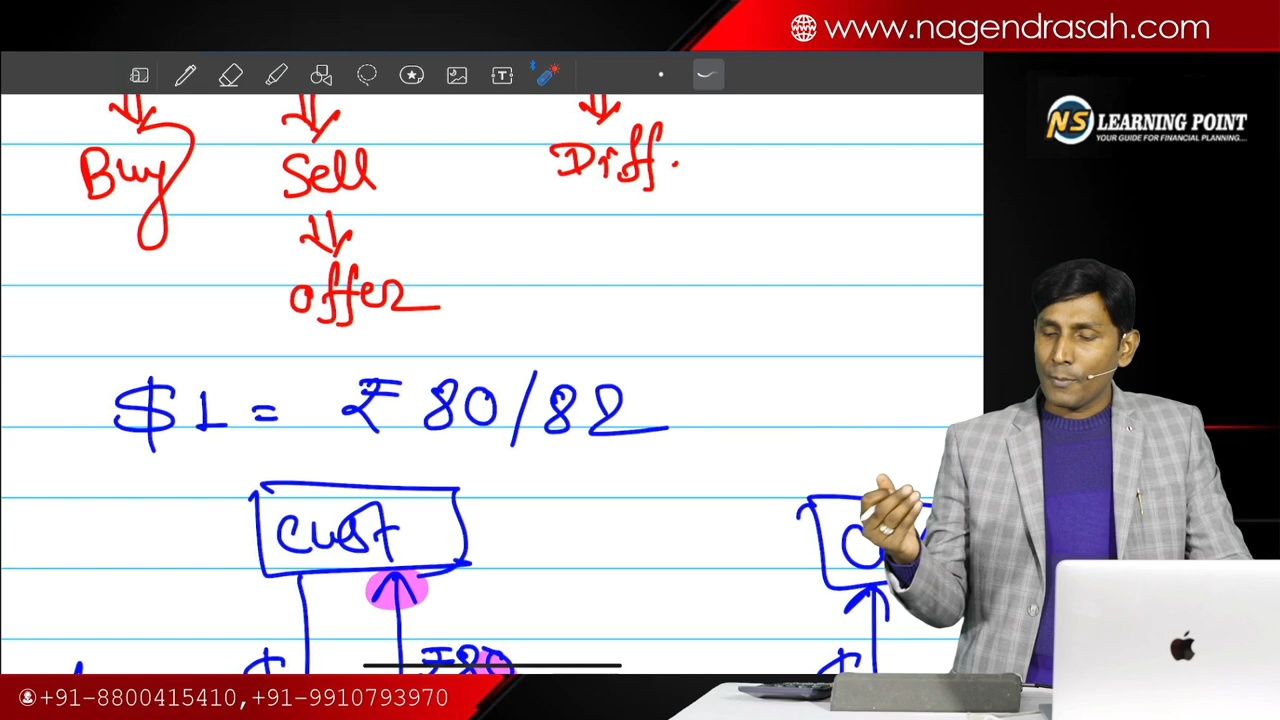 www.nagendrasah.com
NS LEARNING POINT
YOUR GUIDE FOR FINANCIAL PLANNING....
T
Buy Sell Diff.
offer
$1 = ₹ 80/82
Cust
₹80
+91-8800415410,+91-9910793970